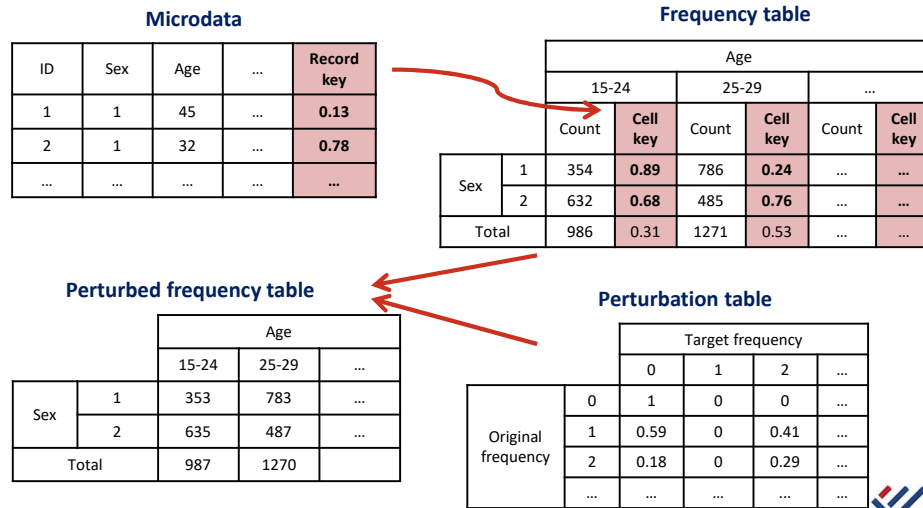 Microdata
ID Sex Age ... Record key
1 1 45 ... 0.13
2 1 32 ... 0.78
... ... ... ... ...
Frequency table
Age
15-24 25-29 ...
Count Cell key Count Cell key Count Cell key
Sex 1 354 0.89 786 0.24 ... ...
2 632 0.68 485 0.76 ... ...
Total 986 0.31 1271 0.53 ... ...
Perturbed frequency table
Age
15-24 25-29 ...
Sex 1 353 783 ...
2 635 487 ...
Total 987 1270
Perturbation table
Target frequency
0 1 2 ...
Original frequency 0 1 0 0 ...
1 0.59 0 0.41 ...
2 0.18 0 0.29 ...
... ... ... ... ...